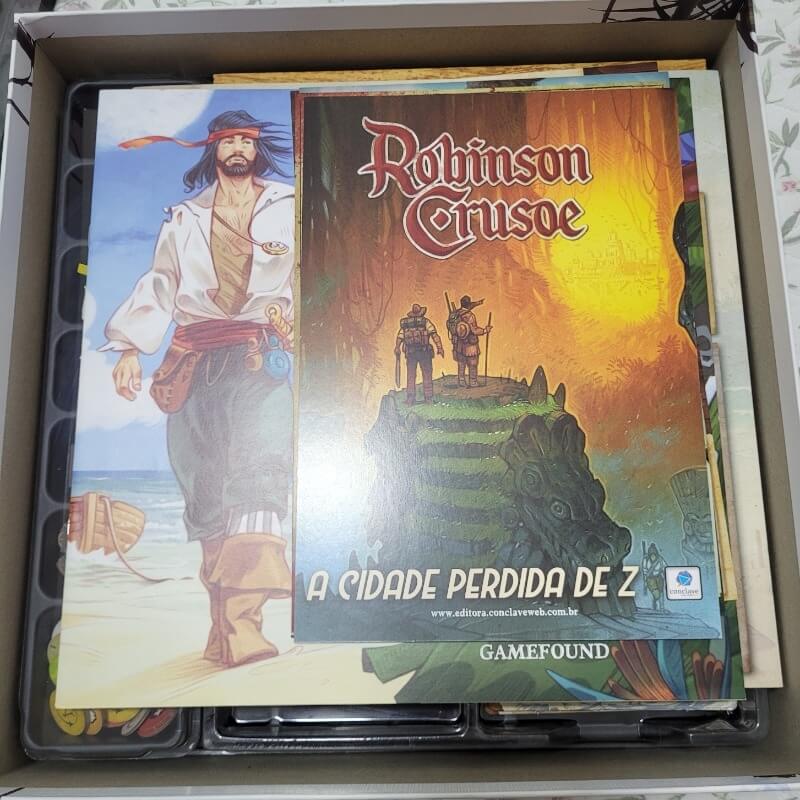 Robinson
Crusoe
A CIDADE PERDIDA DE Z
conclave
www.editora.conclaveweb.com.br
GAMEFOUND